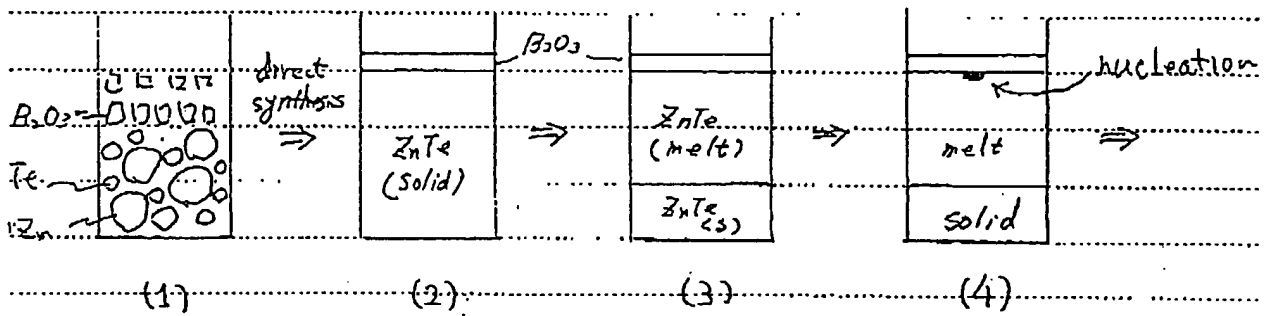 B₂O₃
Te
Zn
direct
synthesis
⇒
ZnTe
(solid)
B₂O₃
⇒
ZnTe
(melt)
ZnTe
(s)
⇒
nucleation
melt
solid
⇒
(1)
(2)
(3)
(4)